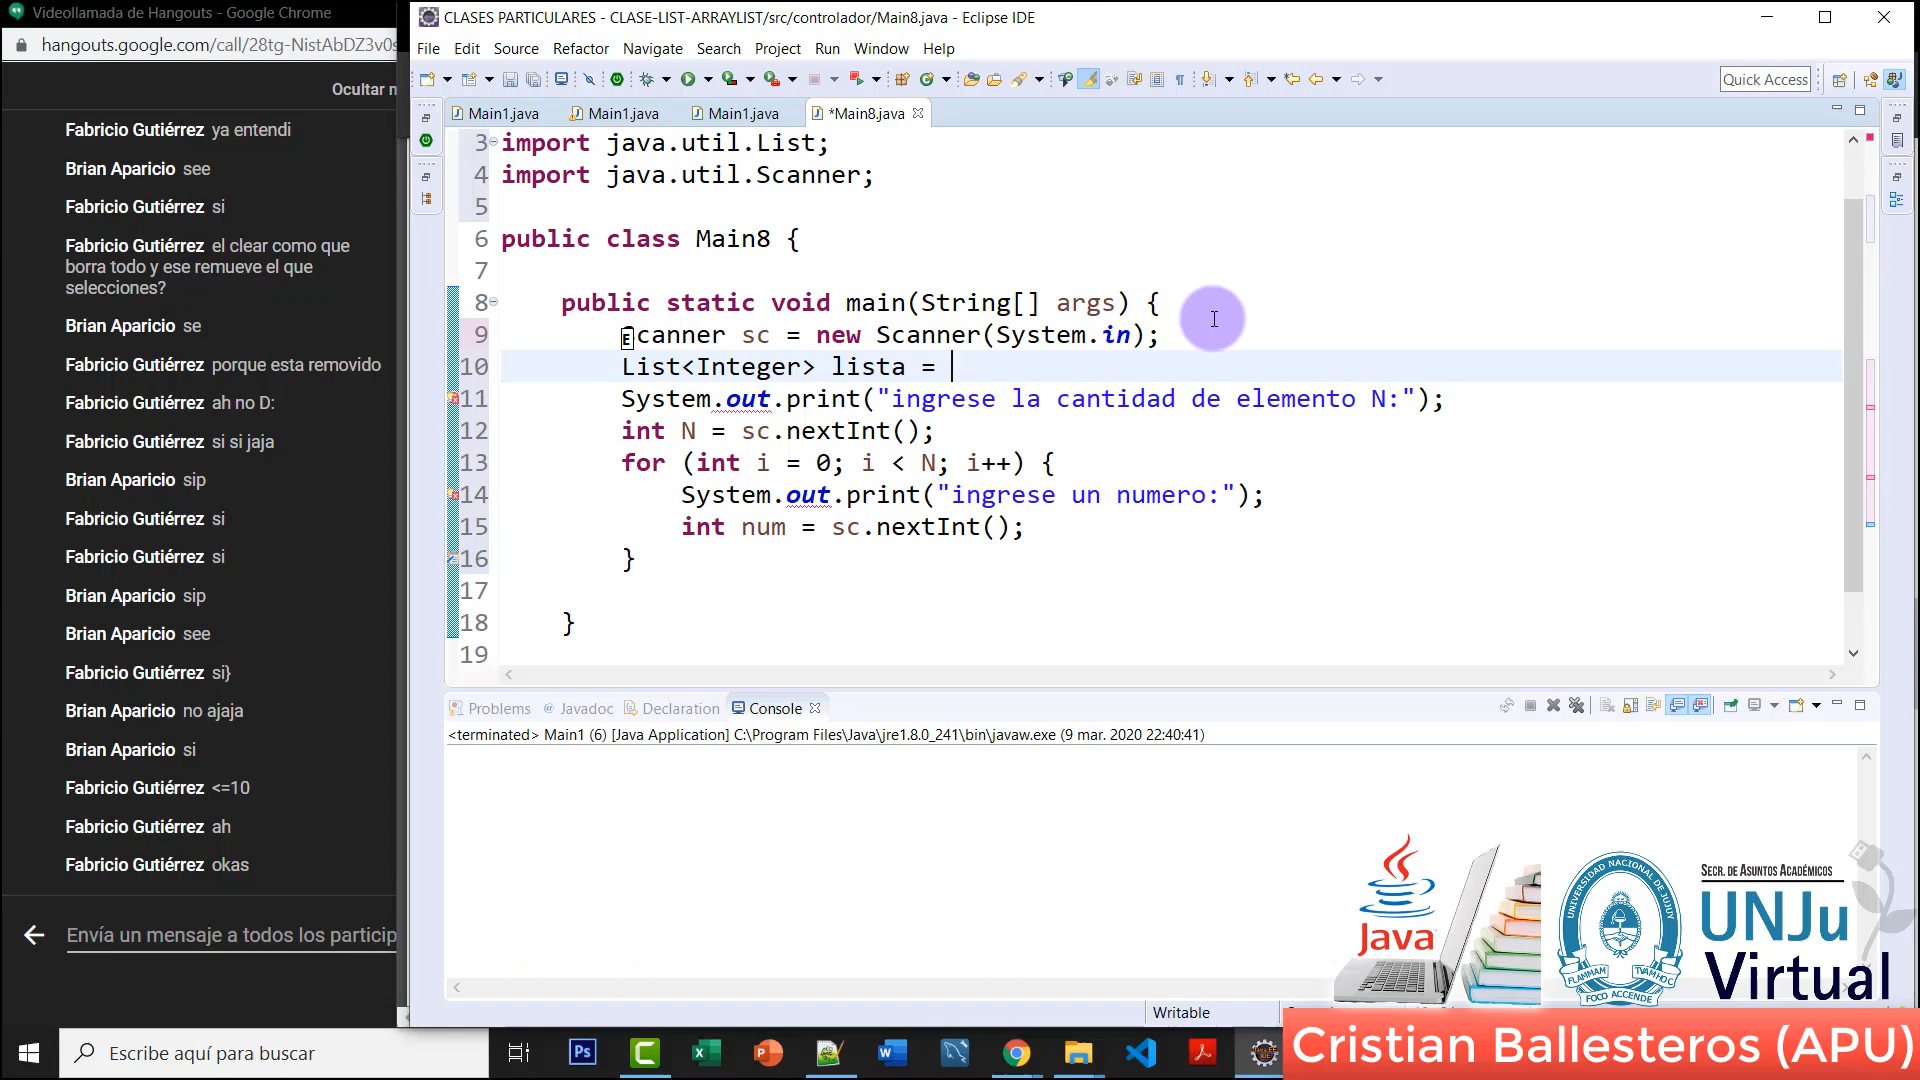 Videollamada de Hangouts - Google Chrome
hangouts.google.com/call/28tg-NistAbDZ3v0s
Ocultar n
Fabricio Gutiérrez ya entendi
Brian Aparicio see
Fabricio Gutiérrez si
Fabricio Gutiérrez el clear como que
borra todo y ese remueve el que
selecciones?
Brian Aparicio se
Fabricio Gutiérrez porque esta removido
Fabricio Gutiérrez ah no D:
Fabricio Gutiérrez si si jaja
Brian Aparicio sip
Fabricio Gutiérrez si
Fabricio Gutiérrez si
Brian Aparicio sip
Brian Aparicio see
Fabricio Gutiérrez si}
Brian Aparicio no ajaja
Brian Aparicio si
Fabricio Gutiérrez <=10
Fabricio Gutiérrez ah
Fabricio Gutiérrez okas
Envía un mensaje a todos los particip
CLASES PARTICULARES - CLASE-LIST-ARRAYLIST/src/controlador/Main8.java - Eclipse IDE
File Edit Source Refactor Navigate Search Project Run Window Help
Quick Access
Main1.java Main1.java Main1.java *Main8.java
3 import java.util.List;
4 import java.util.Scanner;
5
6 public class Main8 {
7
8 public static void main(String[] args) {
9 canner sc = new Scanner(System.in);
10 List<Integer> lista =
11 System.out.print("ingrese la cantidad de elemento N:");
12 int N = sc.nextInt();
13 for (int i = 0; i < N; i++) {
14 System.out.print("ingrese un numero:");
15 int num = sc.nextInt();
16 }
17
18 }
19
Problems Javadoc Declaration Console
<terminated> Main1 (6) [Java Application] C:\Program Files\Java\jre1.8.0_241\bin\javaw.exe (9 mar. 2020 22:40:41)
Writable
Java
UNIVERSIDAD NACIONAL DE JUJUY
FOCO ACCENDE
SECR. DE ASUNTOS ACADÉMICOS
UNJu
Virtual
Escribe aquí para buscar
Cristian Ballesteros (APU)